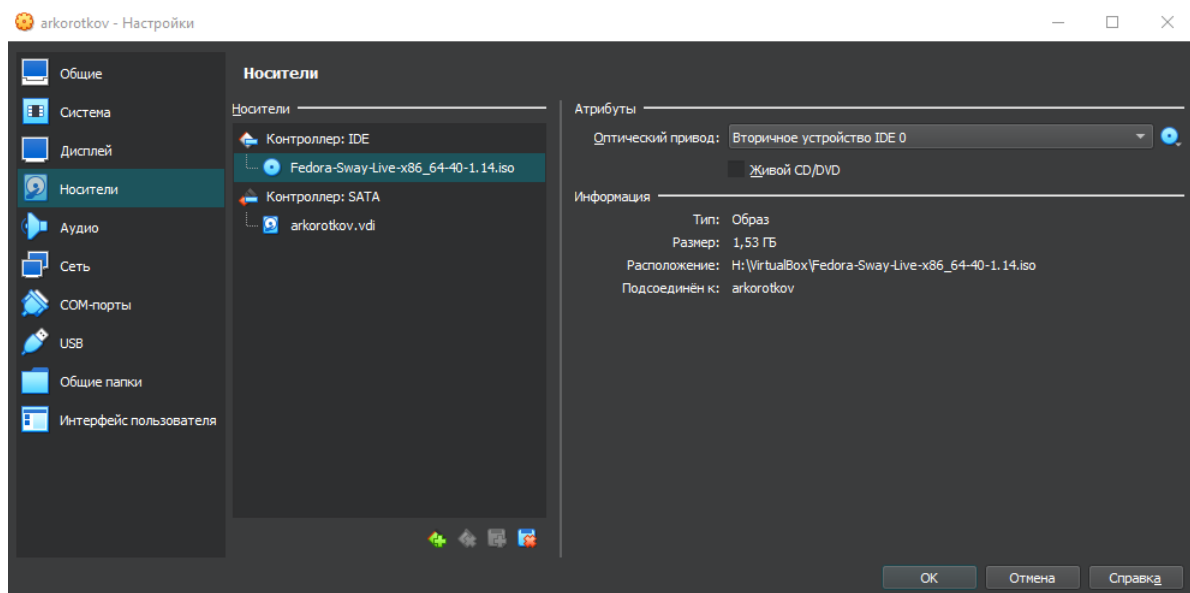 arkorotkov - Настройки
Общие
Система
Дисплей
Носители
Аудио
Сеть
COM-порты
USB
Общие папки
Интерфейс пользователя
Носители
Носители
Контроллер: IDE
Fedora-Sway-Live-x86_64-40-1.14.iso
Контроллер: SATA
arkorotkov.vdi
Атрибуты
Оптический привод: Вторичное устройство IDE 0
Живой CD/DVD
Информация
Тип: Образ
Размер: 1,53 ГБ
Расположение: H:\VirtualBox\Fedora-Sway-Live-x86_64-40-1.14.iso
Подсоединён к: arkorotkov
OK Отмена Справка